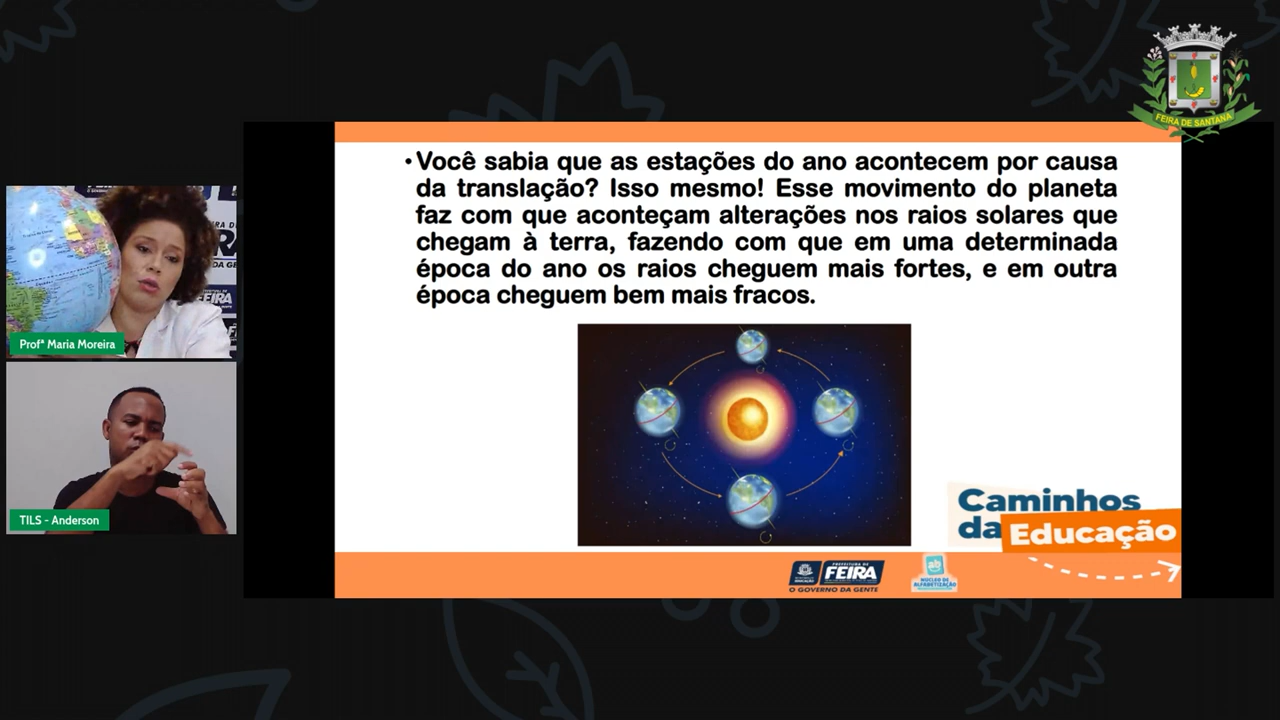 FEIRA DE SANTANA
• Você sabia que as estações do ano acontecem por causa
da translação? Isso mesmo! Esse movimento do planeta
faz com que aconteçam alterações nos raios solares que
chegam à terra, fazendo com que em uma determinada
época do ano os raios cheguem mais fortes, e em outra
época cheguem bem mais fracos.
Profª Maria Moreira
TILS - Anderson
Caminhos
da Educação
PREFEITURA DE
FEIRA
O GOVERNO DA GENTE
NÚCLEO DE
ALFABETIZAÇÃO